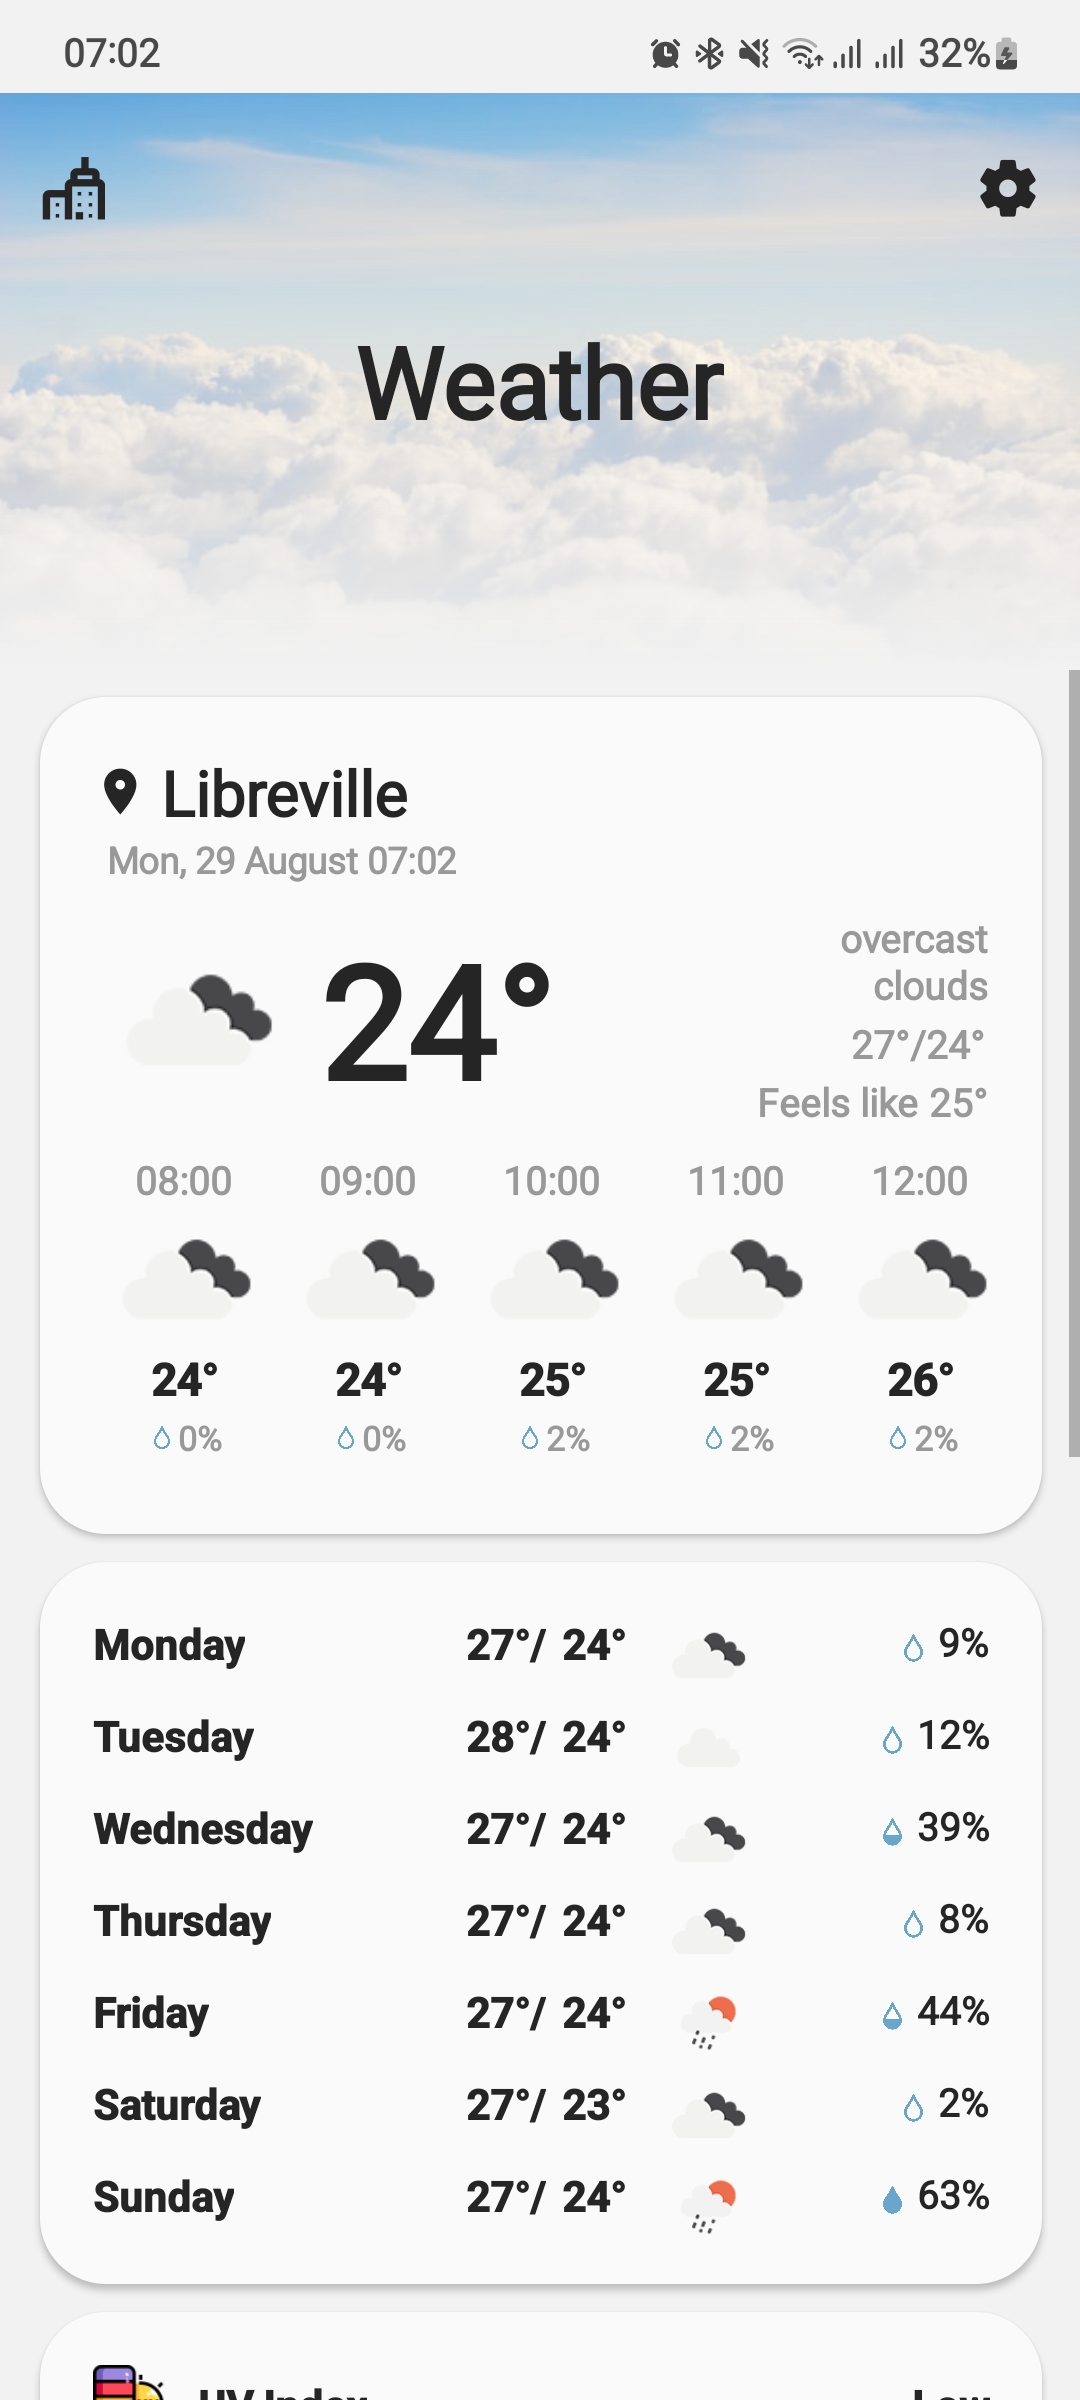 07:02
32%
Weather
Libreville
Mon, 29 August 07:02
24°
overcast
clouds
27°/24°
Feels like 25°
08:00 09:00 10:00 11:00 12:00
24° 24° 25° 25° 26°
0% 0% 2% 2% 2%
Monday 27°/ 24° 9%
Tuesday 28°/ 24° 12%
Wednesday 27°/ 24° 39%
Thursday 27°/ 24° 8%
Friday 27°/ 24° 44%
Saturday 27°/ 23° 2%
Sunday 27°/ 24° 63%
UV Index Low